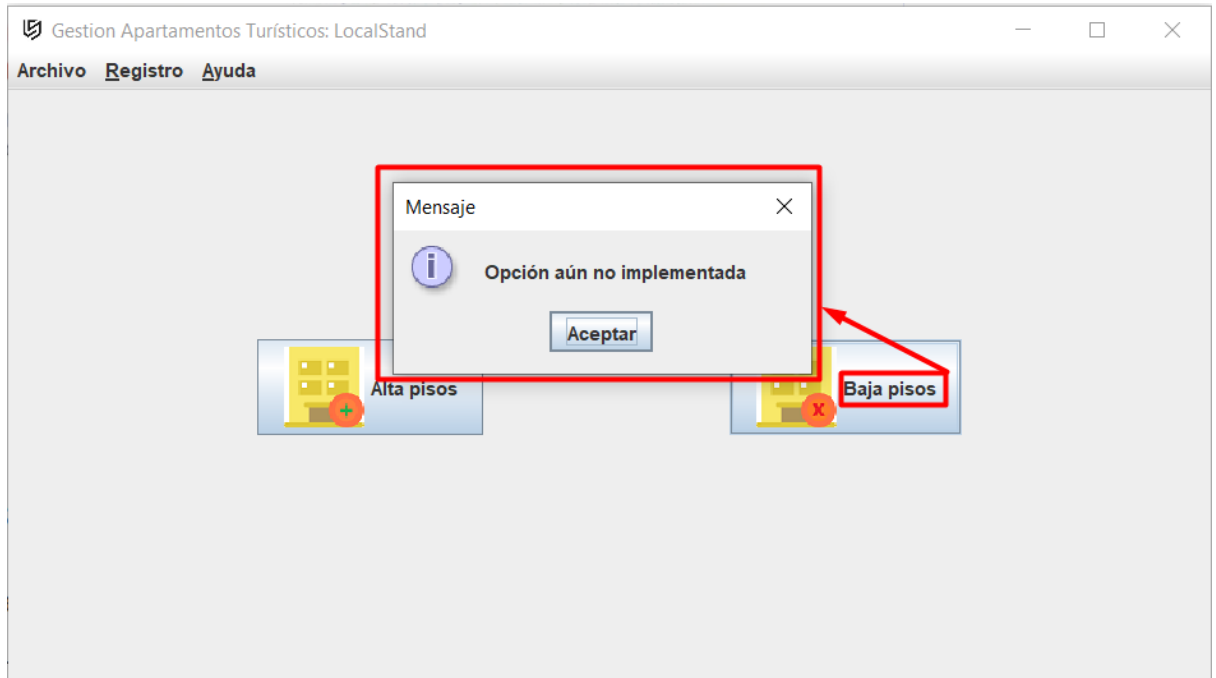 Gestion Apartamentos Turísticos: LocalStand
Archivo Registro Ayuda
Mensaje
Opción aún no implementada
Aceptar
Alta pisos
Baja pisos